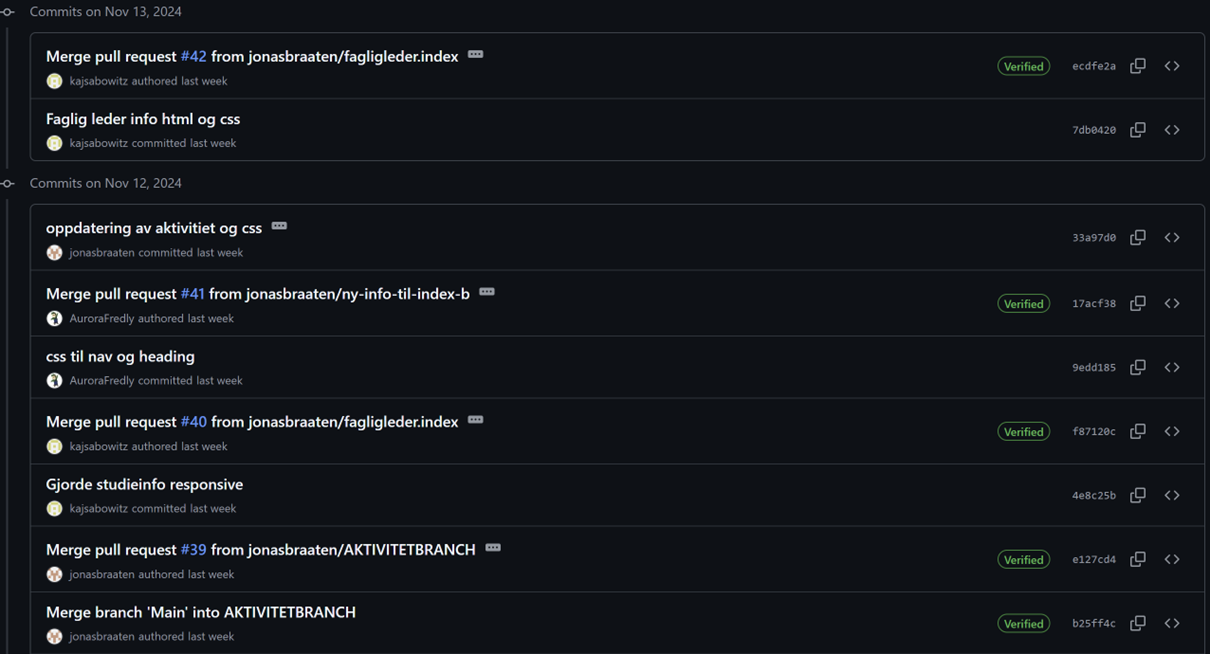 Commits on Nov 13, 2024
Merge pull request #42 from jonasbraaten/fagligleder.index
kajsabowitz authored last week
Verified
ecdfe2a
Faglig leder info html og css
kajsabowitz committed last week
7db0420
Commits on Nov 12, 2024
oppdatering av aktivitiet og css
jonasbraaten committed last week
33a97d0
Merge pull request #41 from jonasbraaten/ny-info-til-index-b
AuroraFredly authored last week
Verified
17acf38
css til nav og heading
AuroraFredly committed last week
9edd185
Merge pull request #40 from jonasbraaten/fagligleder.index
kajsabowitz authored last week
Verified
f87120c
Gjorde studieinfo responsive
kajsabowitz committed last week
4e8c25b
Merge pull request #39 from jonasbraaten/AKTIVITETBRANCH
jonasbraaten authored last week
Verified
e127cd4
Merge branch 'Main' into AKTIVITETBRANCH
jonasbraaten authored last week
Verified
b25ff4c